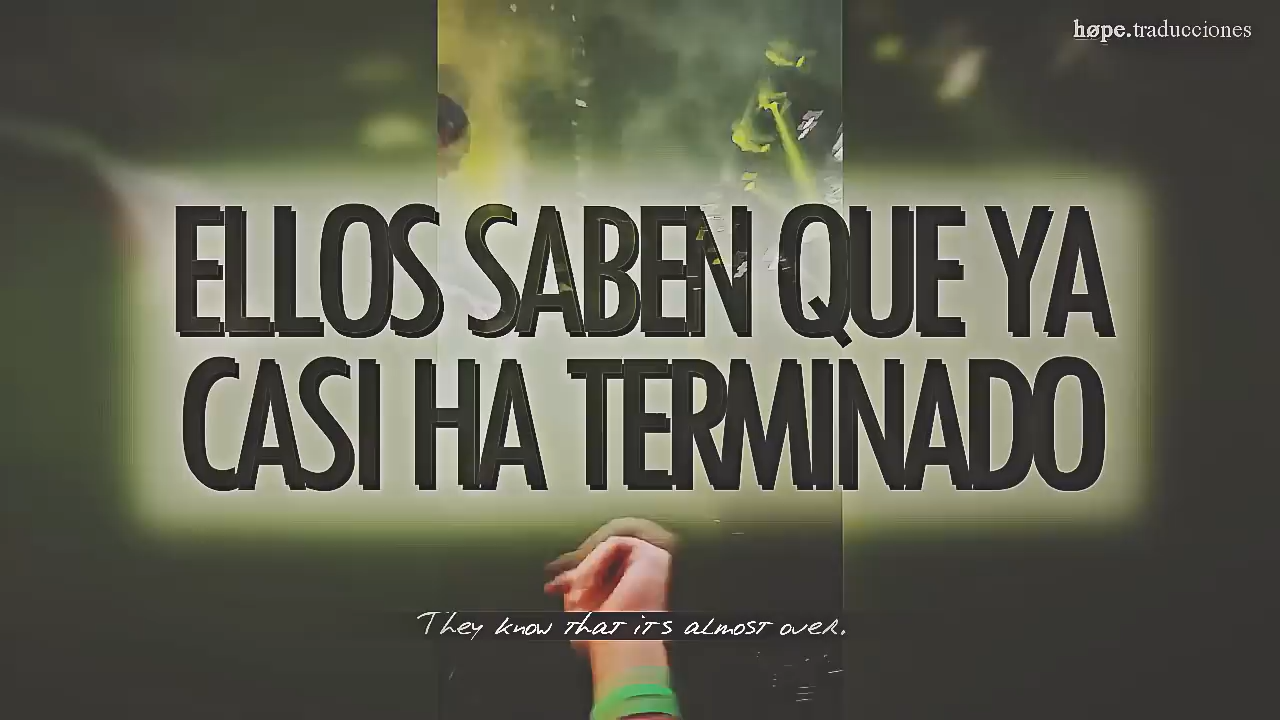 høpe.traducciones
ELLOS SABEN QUE YA
CASI HA TERMINADO
They know that it's almost over.